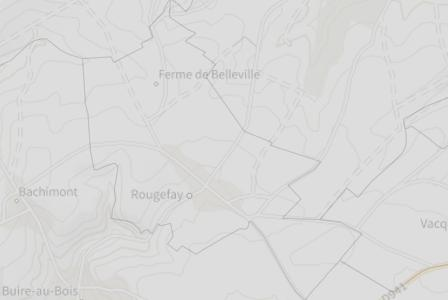 Ferme de Belleville
Bachimont
Rougefay
Vacq
Buire-au-Bois
D941